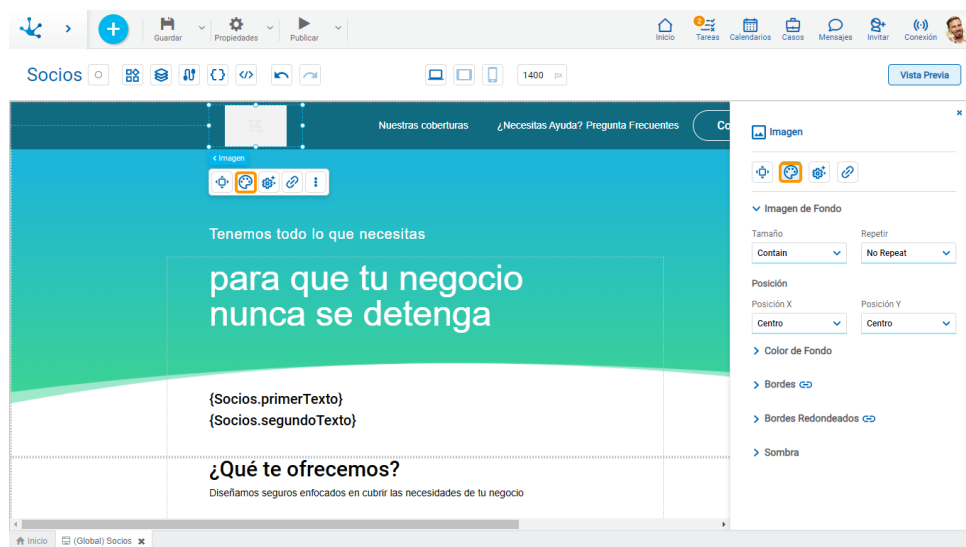 Guardar
Propiedades
Publicar
Inicio
2
Tareas
Calendarios
Casos
Mensajes
Invitar
Conexión
Socios
1400 px
Vista Previa
Nuestras coberturas
¿Necesitas Ayuda? Pregunta Frecuentes
Co
< Imagen
Tenemos todo lo que necesitas
para que tu negocio
nunca se detenga
{Socios.primerTexto}
{Socios.segundoTexto}
¿Qué te ofrecemos?
Diseñamos seguros enfocados en cubrir las necesidades de tu negocio
Imagen
Imagen de Fondo
Tamaño
Repetir
Contain
No Repeat
Posición
Posición X
Posición Y
Centro
Centro
Color de Fondo
Bordes
Bordes Redondeados
Sombra
Inicio
(Global) Socios